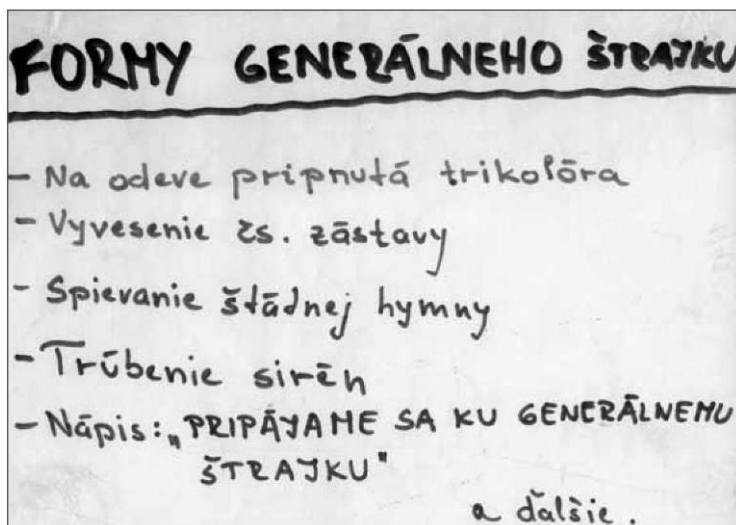 FORMY GENERÁLNEHO ŠTRAJKU
- Na odeve pripnutá trikolóra
- Vyvesenie čs. zástavy
- Spievanie štádnej hymny
- Trúbenie sirén
- Nápis: „PRIPÁJAME SA KU GENERÁLNEMU
ŠTRAJKU"
a ďalšie.